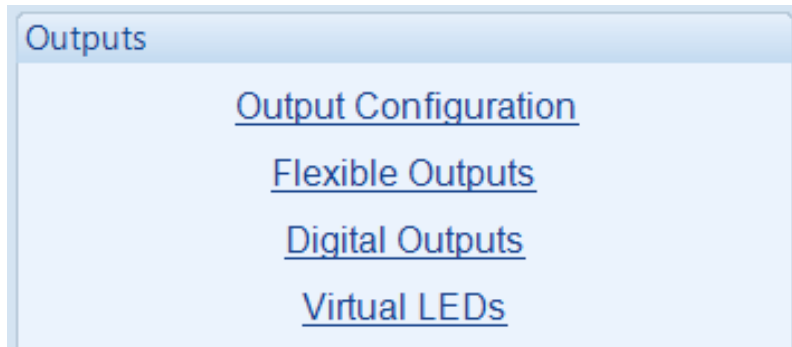 Outputs
Output Configuration
Flexible Outputs
Digital Outputs
Virtual LEDs